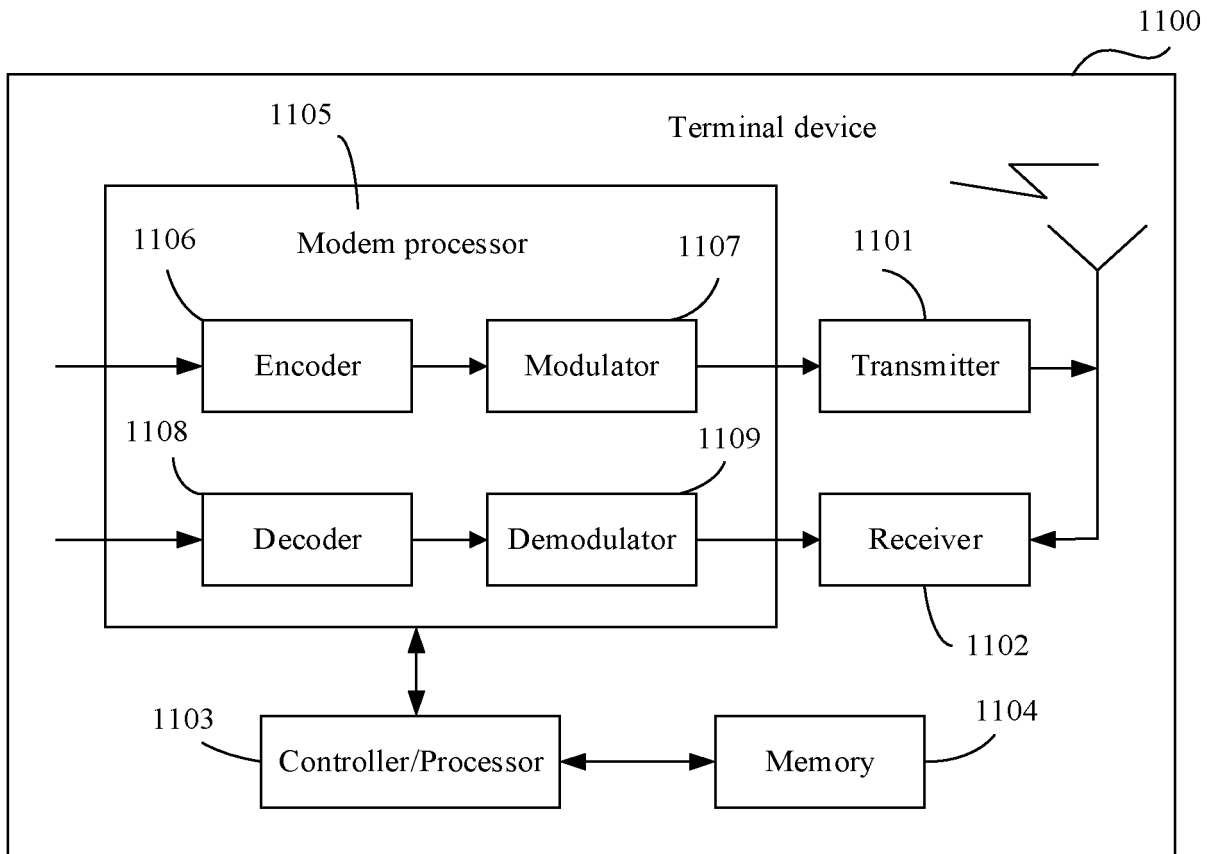 1100
1105
Terminal device
1106
Modem processor
1107
1101
Encoder
Modulator
Transmitter
1108
1109
Decoder
Demodulator
Receiver
1102
1103
1104
Controller/Processor
Memory